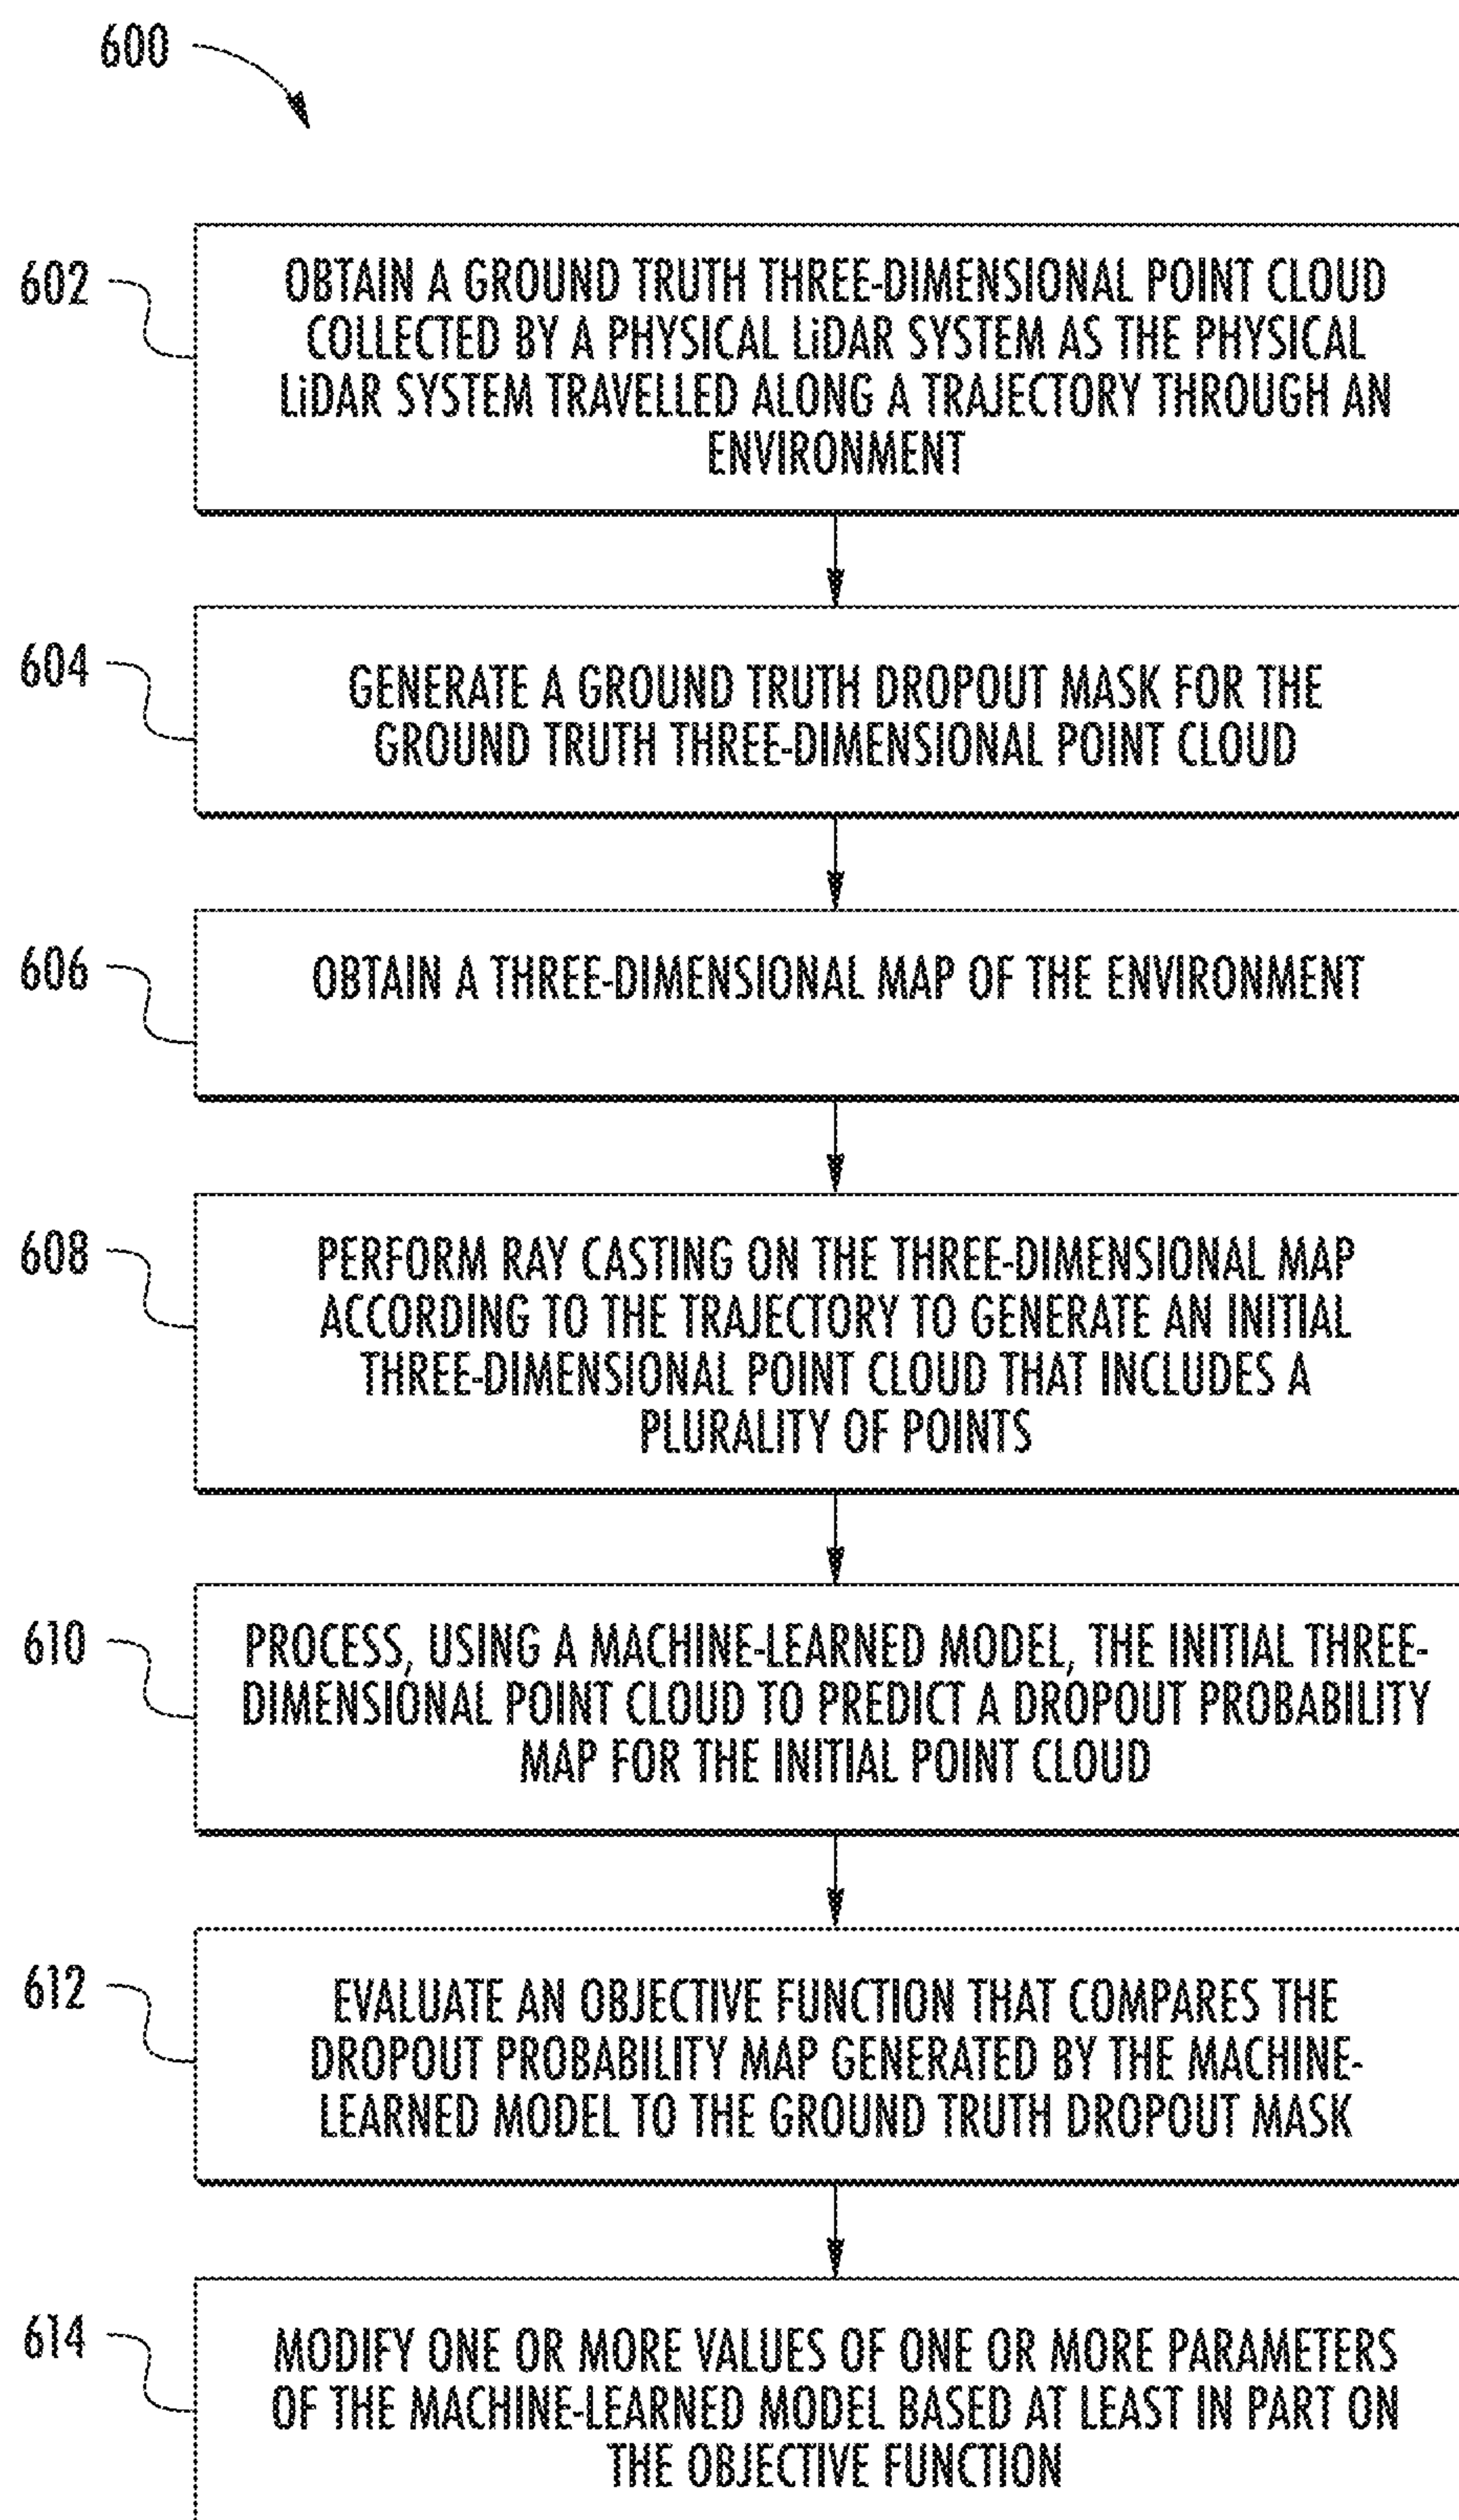 600
602
OBTAIN A GROUND TRUTH THREE-DIMENSIONAL POINT CLOUD
COLLECTED BY A PHYSICAL LiDAR SYSTEM AS THE PHYSICAL
LiDAR SYSTEM TRAVELLED ALONG A TRAJECTORY THROUGH AN
ENVIRONMENT
604
GENERATE A GROUND TRUTH DROPOUT MASK FOR THE
GROUND TRUTH THREE-DIMENSIONAL POINT CLOUD
606
OBTAIN A THREE-DIMENSIONAL MAP OF THE ENVIRONMENT
608
PERFORM RAY CASTING ON THE THREE-DIMENSIONAL MAP
ACCORDING TO THE TRAJECTORY TO GENERATE AN INITIAL
THREE-DIMENSIONAL POINT CLOUD THAT INCLUDES A
PLURALITY OF POINTS
610
PROCESS, USING A MACHINE-LEARNED MODEL, THE INITIAL THREE-
DIMENSIONAL POINT CLOUD TO PREDICT A DROPOUT PROBABILITY
MAP FOR THE INITIAL POINT CLOUD
612
EVALUATE AN OBJECTIVE FUNCTION THAT COMPARES THE
DROPOUT PROBABILITY MAP GENERATED BY THE MACHINE-
LEARNED MODEL TO THE GROUND TRUTH DROPOUT MASK
614
MODIFY ONE OR MORE VALUES OF ONE OR MORE PARAMETERS
OF THE MACHINE-LEARNED MODEL BASED AT LEAST IN PART ON
THE OBJECTIVE FUNCTION